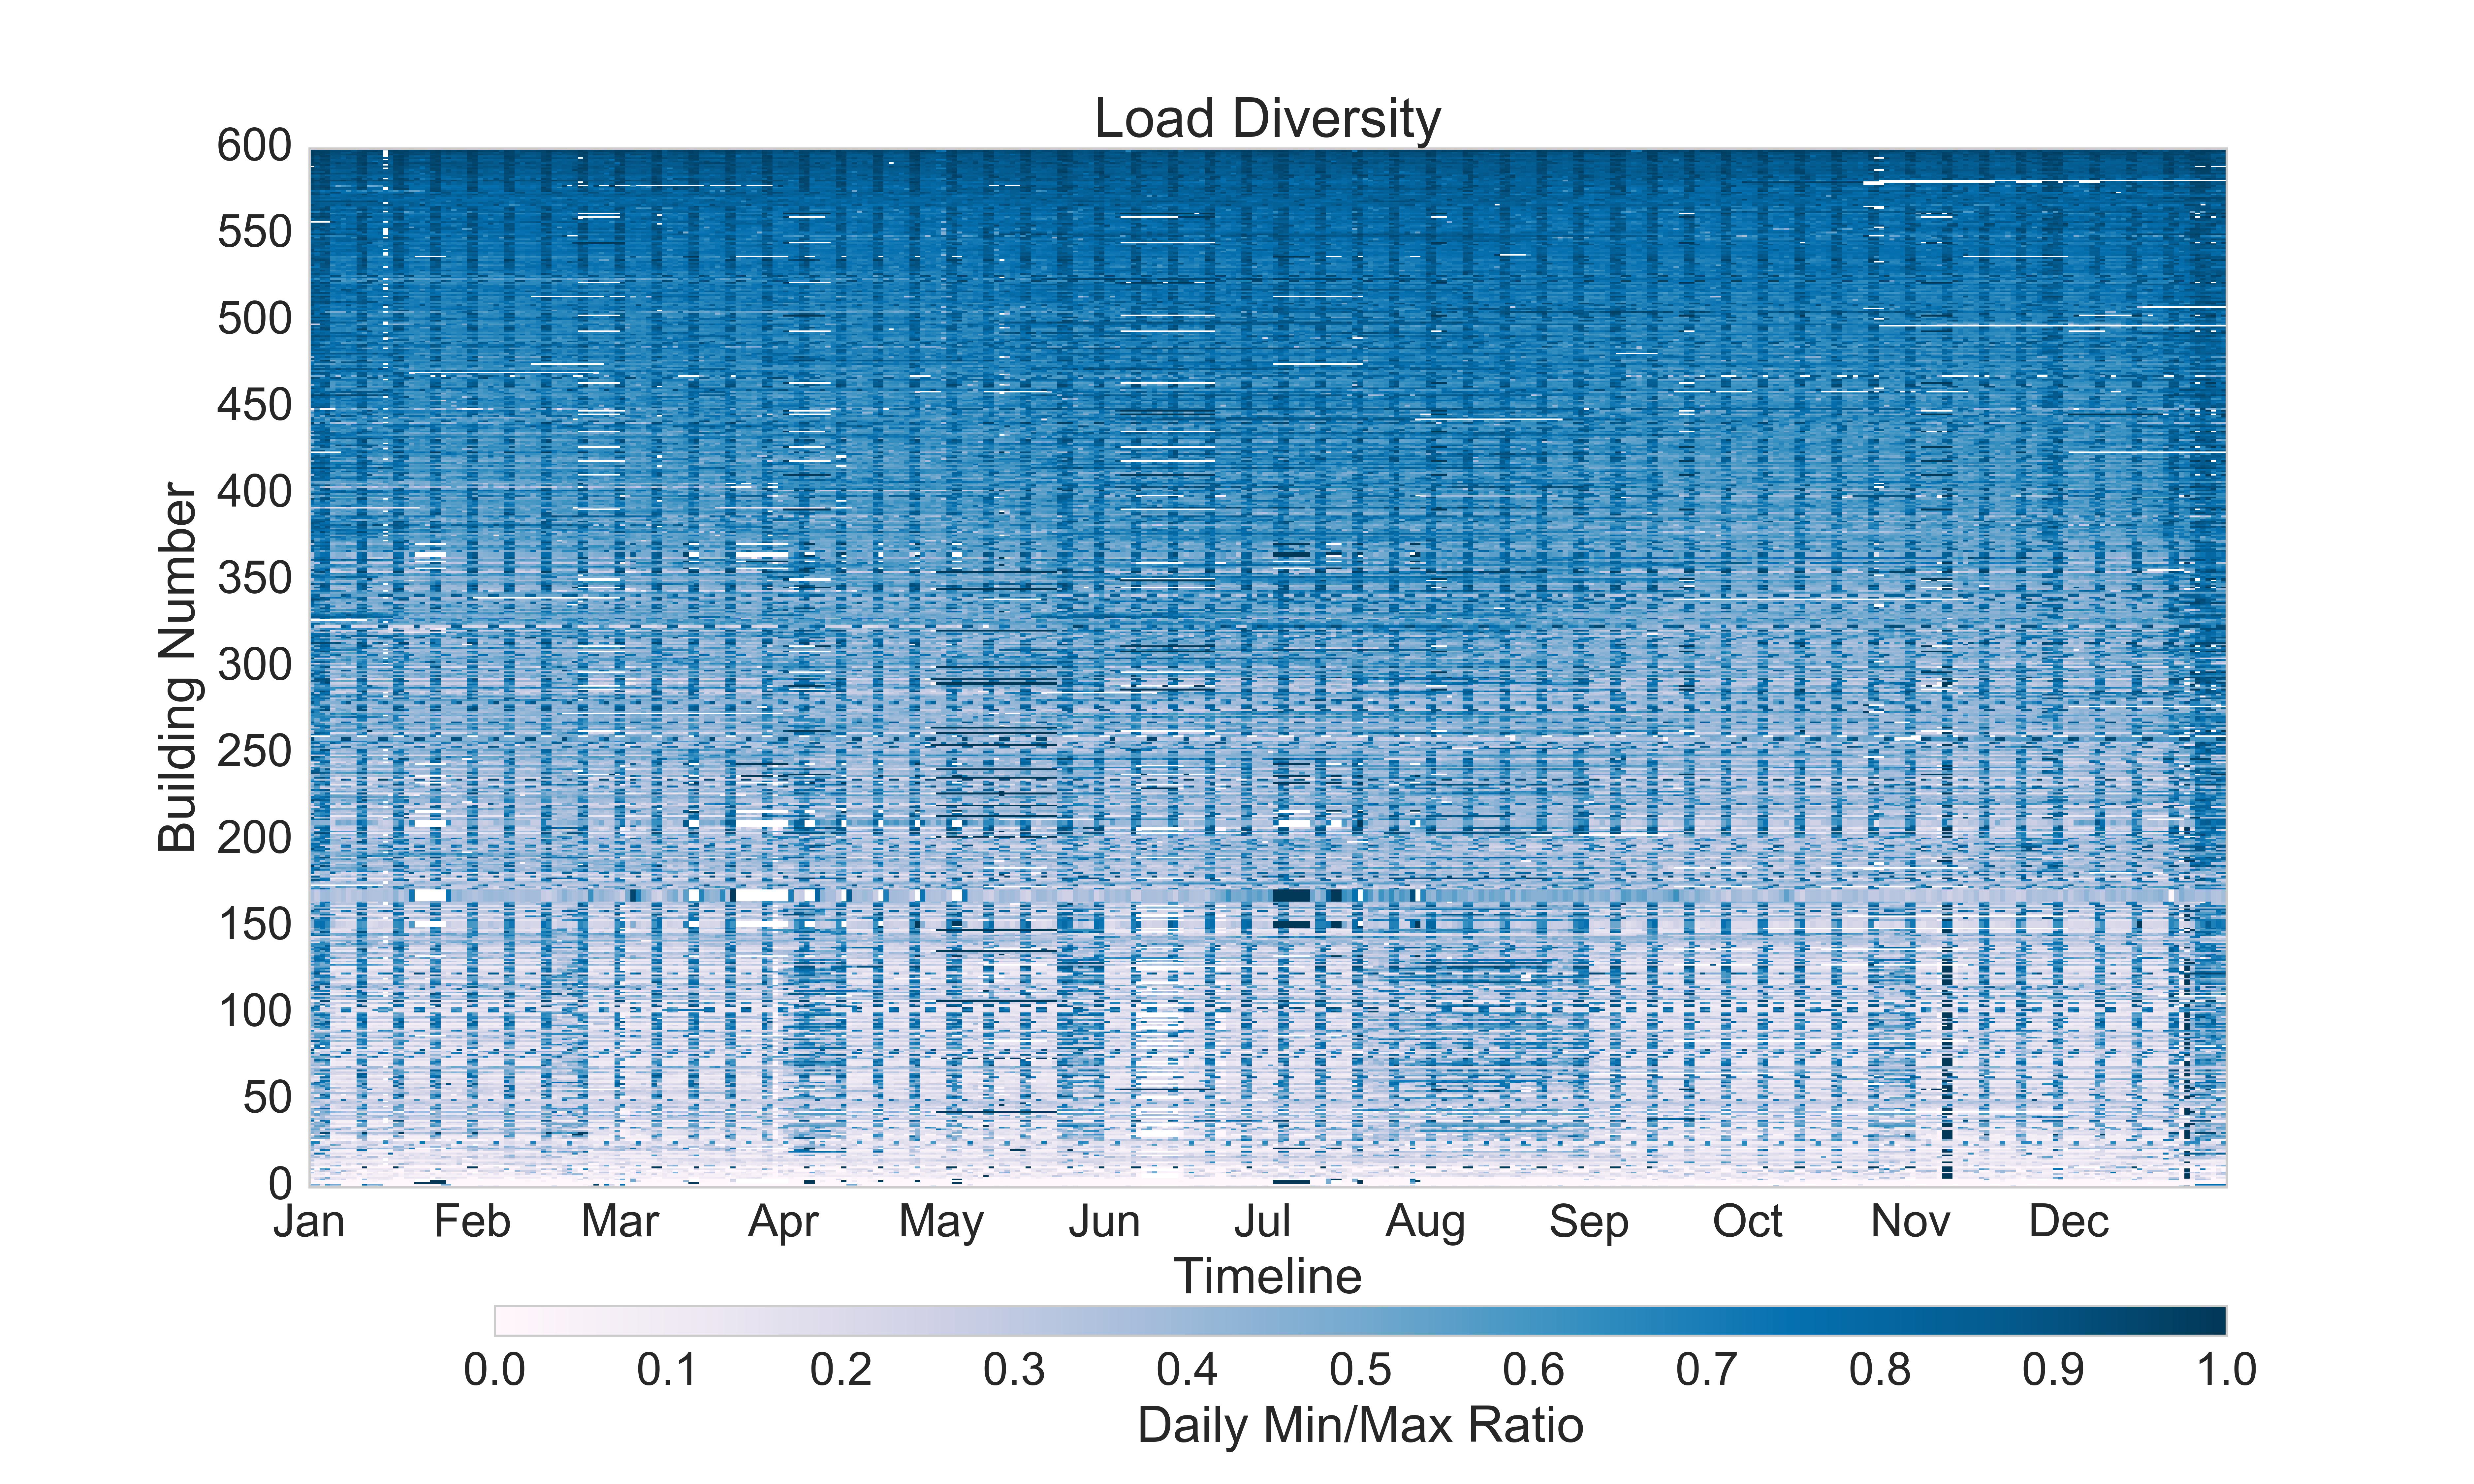 Load Diversity
600
550
500
450
400
350
300
250
200
150
100
50
0
Building Number
Jan Feb Mar Apr May Jun Jul Aug Sep Oct Nov Dec
Timeline
0.0 0.1 0.2 0.3 0.4 0.5 0.6 0.7 0.8 0.9 1.0
Daily Min/Max Ratio